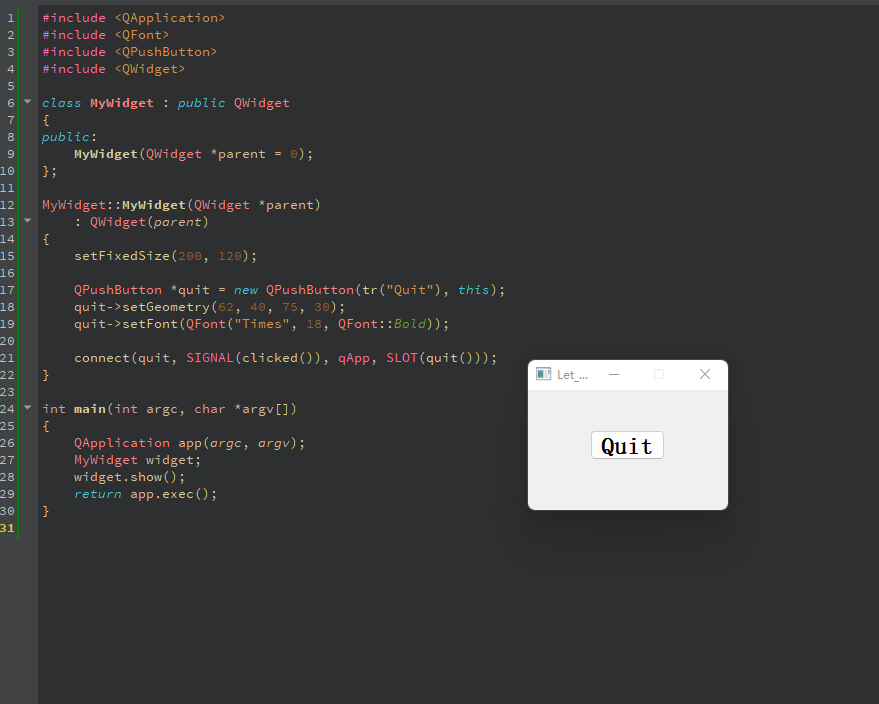 1 #include <QApplication>
2 #include <QFont>
3 #include <QPushButton>
4 #include <QWidget>
5
6 class MyWidget : public QWidget
7 {
8 public:
9     MyWidget(QWidget *parent = 0);
10 };
11
12 MyWidget::MyWidget(QWidget *parent)
13     : QWidget(parent)
14 {
15     setFixedSize(200, 120);
16
17     QPushButton *quit = new QPushButton(tr("Quit"), this);
18     quit->setGeometry(62, 40, 75, 30);
19     quit->setFont(QFont("Times", 18, QFont::Bold));
20
21     connect(quit, SIGNAL(clicked()), qApp, SLOT(quit()));
22 }
23
24 int main(int argc, char *argv[])
25 {
26     QApplication app(argc, argv);
27     MyWidget widget;
28     widget.show();
29     return app.exec();
30 }
31
Let_...
Quit